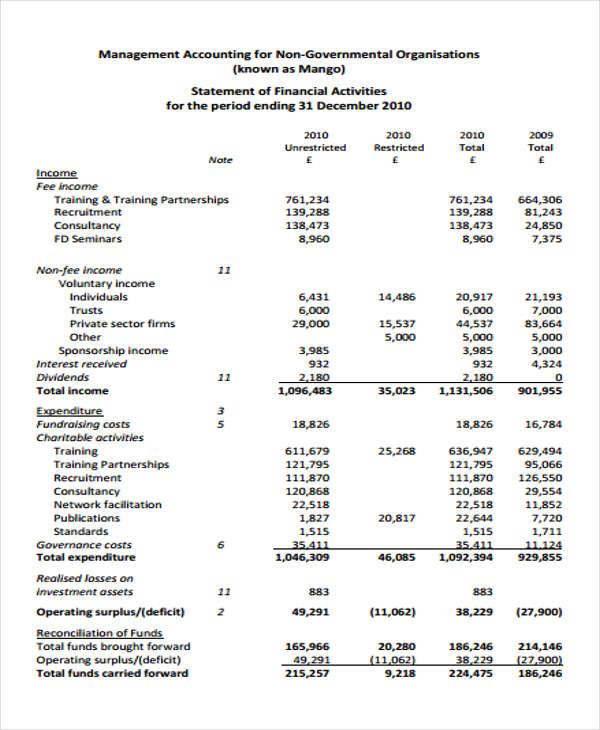 Management Accounting for Non-Governmental Organisations
(known as Mango)
Statement of Financial Activities
for the period ending 31 December 2010
2010 2010 2010 2009
Unrestricted Restricted Total Total
Note £ £ £ £
Income
Fee income
Training & Training Partnerships 761,234 761,234 664,306
Recruitment 139,288 139,288 81,243
Consultancy 138,473 138,473 24,850
FD Seminars 8,960 8,960 7,375
Non-fee income 11
Voluntary income
Individuals 6,431 14,486 20,917 21,193
Trusts 6,000 6,000 7,000
Private sector firms 29,000 15,537 44,537 83,664
Other 5,000 5,000 5,000
Sponsorship income 3,985 3,985 3,000
Interest received 932 932 4,324
Dividends 11 2,180 2,180 0
Total income 1,096,483 35,023 1,131,506 901,955
Expenditure 3
Fundraising costs 5 18,826 18,826 16,784
Charitable activities
Training 611,679 25,268 636,947 629,494
Training Partnerships 121,795 121,795 95,066
Recruitment 111,870 111,870 126,550
Consultancy 120,868 120,868 29,554
Network facilitation 22,518 22,518 11,852
Publications 1,827 20,817 22,644 7,720
Standards 1,515 1,515 1,711
Governance costs 6 35,411 35,411 11,124
Total expenditure 1,046,309 46,085 1,092,394 929,855
Realised losses on
investment assets 11 883 883
Operating surplus/(deficit) 2 49,291 (11,062) 38,229 (27,900)
Reconciliation of Funds
Total funds brought forward 165,966 20,280 186,246 214,146
Operating surplus/(deficit) 49,291 (11,062) 38,229 (27,900)
Total funds carried forward 215,257 9,218 224,475 186,246